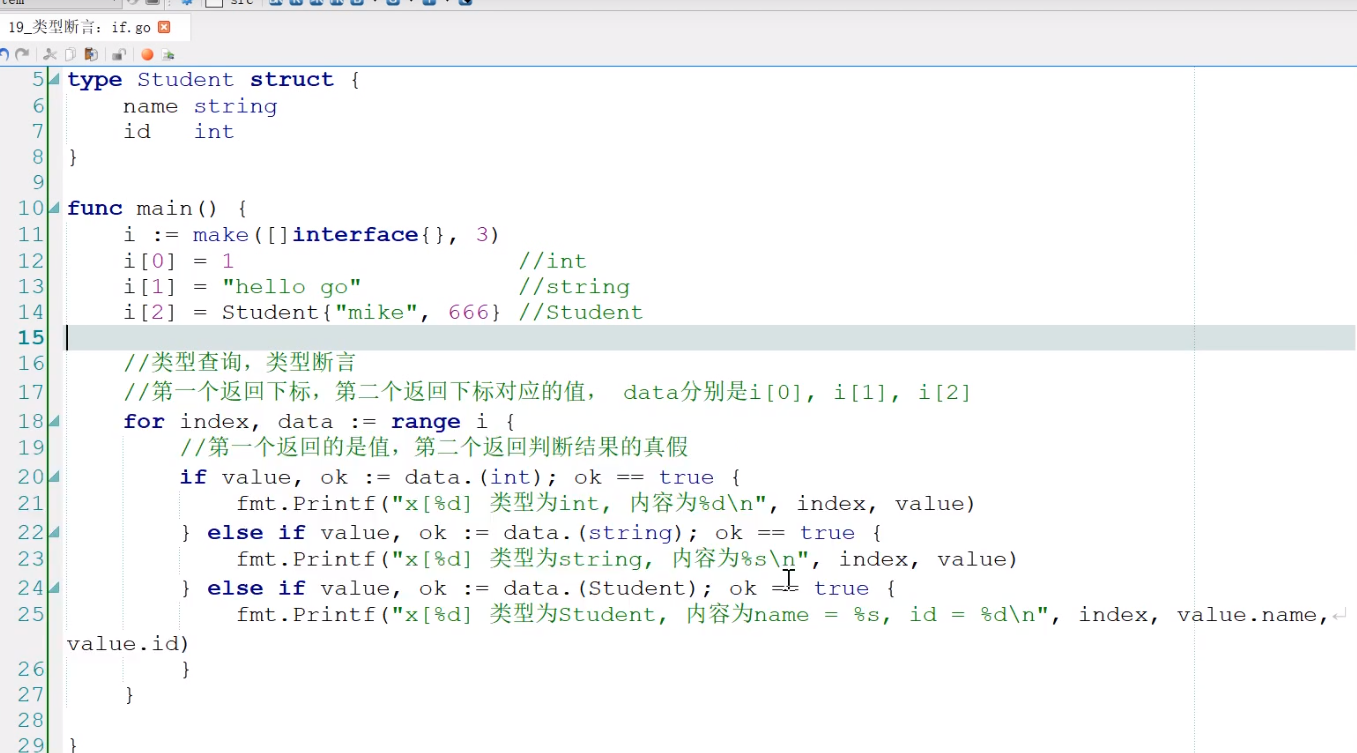 19_类型断言：if.go
5 type Student struct {
6 name string
7 id   int
8 }
9
10 func main() {
11 i := make([]interface{}, 3)
12 i[0] = 1                    //int
13 i[1] = "hello go"           //string
14 i[2] = Student{"mike", 666} //Student
15
16 //类型查询，类型断言
17 //第一个返回下标，第二个返回下标对应的值， data分别是i[0], i[1], i[2]
18 for index, data := range i {
19 //第一个返回的是值，第二个返回判断结果的真假
20 if value, ok := data.(int); ok == true {
21 fmt.Printf("x[%d] 类型为int, 内容为%d\n", index, value)
22 } else if value, ok := data.(string); ok == true {
23 fmt.Printf("x[%d] 类型为string, 内容为%s\n", index, value)
24 } else if value, ok := data.(Student); ok == true {
25 fmt.Printf("x[%d] 类型为Student, 内容为name = %s, id = %d\n", index, value.name,
value.id)
26 }
27 }
28
29 }